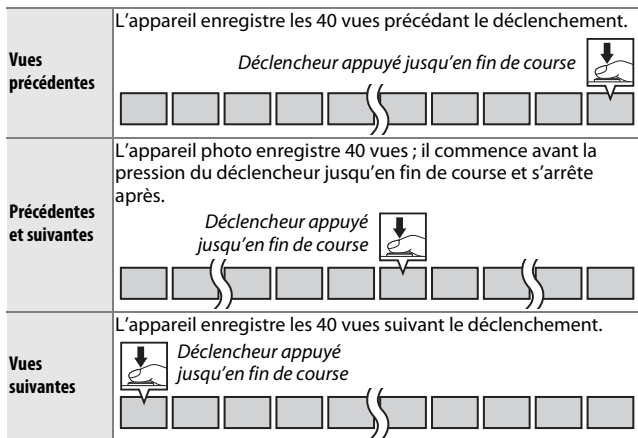 L'appareil enregistre les 40 vues précédant le déclenchement.
Vues
précédentes
Déclencheur appuyé jusqu'en fin de course
L'appareil photo enregistre 40 vues ; il commence avant la
pression du déclencheur jusqu'en fin de course et s'arrête
après.
Précédentes
et suivantes
Déclencheur appuyé
jusqu'en fin de course
L'appareil enregistre les 40 vues suivant le déclenchement.
Vues
suivantes
Déclencheur appuyé
jusqu'en fin de course